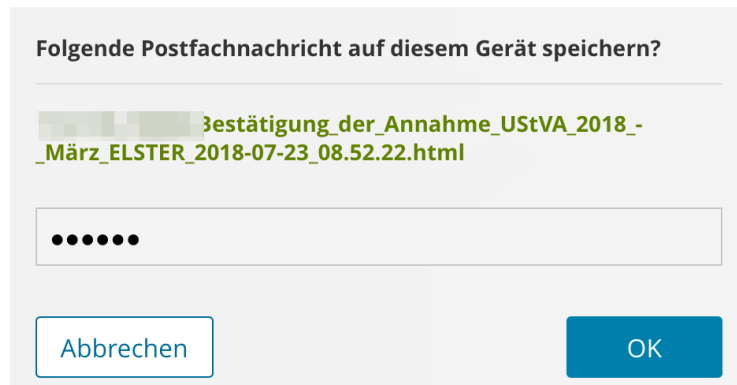 Folgende Postfachnachricht auf diesem Gerät speichern?
Bestätigung_der_Annahme_UStVA_2018_-
_März_ELSTER_2018-07-23_08.52.22.html
●●●●●●
Abbrechen
OK